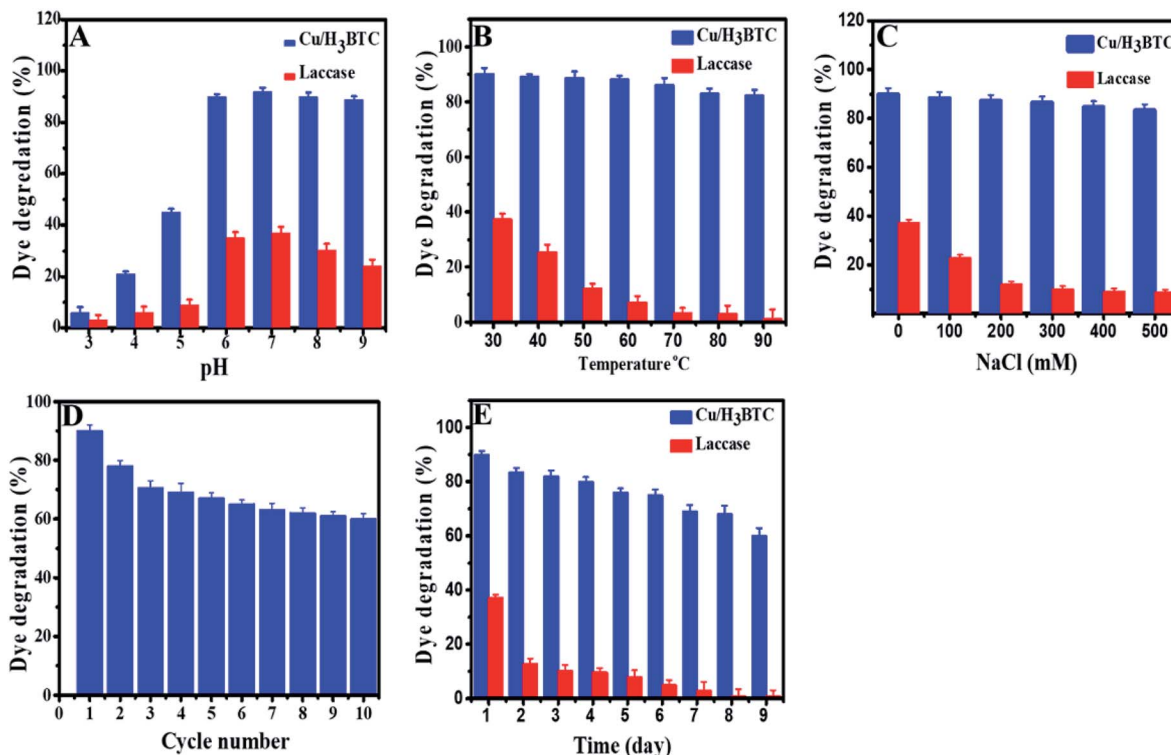 A
Cu/H3BTC
Laccase
Dye degredation (%)
120
100
80
60
40
20
0
3 4 5 6 7 8 9
pH
B
Cu/H3BTC
Laccase
Dye Degradation (%)
100
80
60
40
20
0
30 40 50 60 70 80 90
Temperature °C
C
Cu/H3BTC
Laccase
Dye degradation (%)
120
100
80
60
40
20
0 100 200 300 400 500
NaCl (mM)
D
Dye degradation (%)
100
80
60
40
20
0
0 1 2 3 4 5 6 7 8 9 10
Cycle number
E
Cu/H3BTC
Laccase
Dye degradation (%)
100
80
60
40
20
0
1 2 3 4 5 6 7 8 9
Time (day)